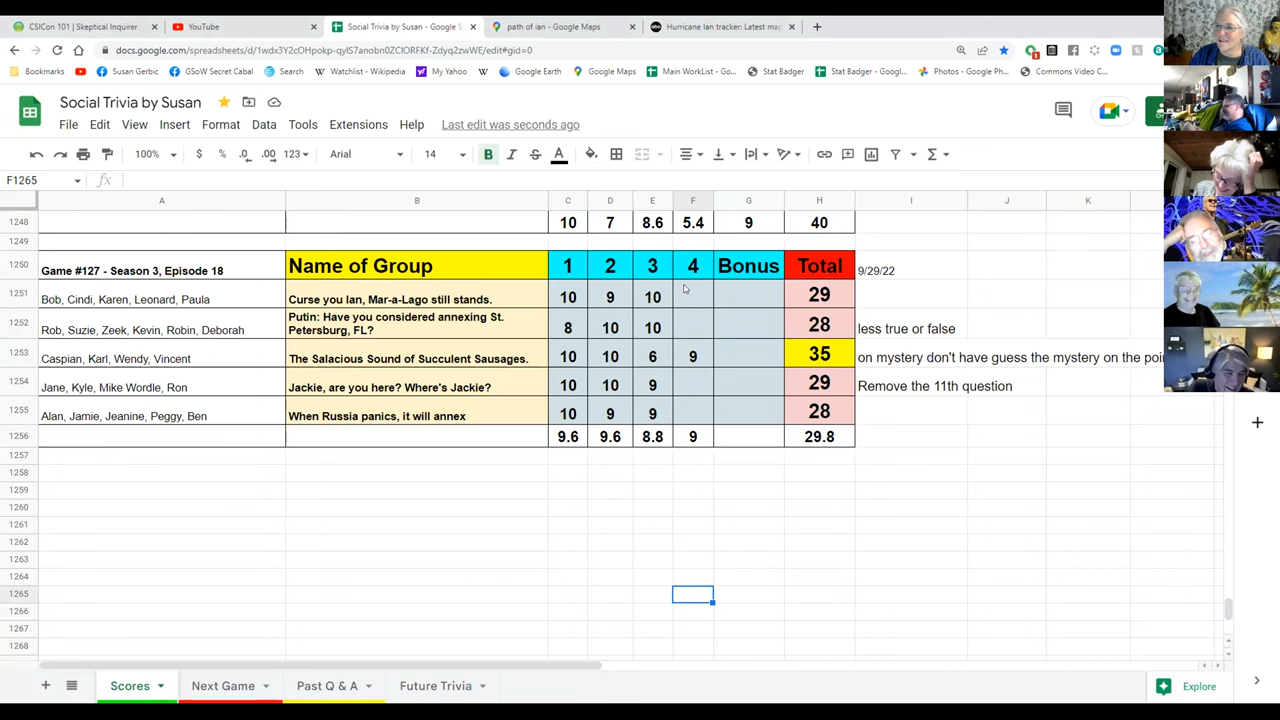 CSICon 101 | Skeptical Inquirer
YouTube
Social Trivia by Susan - Google S
path of ian - Google Maps
Hurricane Ian tracker: Latest ma
docs.google.com/spreadsheets/d/1wdx3Y2cOHpokp-qylS7anobn0ZClORFKf-Zdyq2zwWE/edit#gid=0
Bookmarks
Susan Gerbic
GSoW Secret Cabal
Search
Watchlist - Wikipedia
My Yahoo
Wikipedia
Google Earth
Google Maps
Main WorkList - Go...
Stat Badger
Stat Badger - Googl...
Photos - Google Ph...
Commons Video C...
Social Trivia by Susan
File Edit View Insert Format Data Tools Extensions Help Last edit was seconds ago
100% $ % .0 .00 123 Arial 14 B I S A
F1265 fx
A B C D E F G H I J K
1248 10 7 8.6 5.4 9 40
1249
1250 Game #127 - Season 3, Episode 18 Name of Group 1 2 3 4 Bonus Total 9/29/22
1251 Bob, Cindi, Karen, Leonard, Paula Curse you Ian, Mar-a-Lago still stands. 10 9 10 29
1252 Rob, Suzie, Zeek, Kevin, Robin, Deborah Putin: Have you considered annexing St. Petersburg, FL? 8 10 10 28 less true or false
1253 Caspian, Karl, Wendy, Vincent The Salacious Sound of Succulent Sausages. 10 10 6 9 35 on mystery don't have guess the mystery on the poi
1254 Jane, Kyle, Mike Wordle, Ron Jackie, are you here? Where's Jackie? 10 10 9 29 Remove the 11th question
1255 Alan, Jamie, Jeanine, Peggy, Ben When Russia panics, it will annex 10 9 9 28
1256 9.6 9.6 8.8 9 29.8
1257
1258
1259
1260
1261
1262
1263
1264
1265
1266
1267
1268
Scores
Next Game
Past Q & A
Future Trivia
Explore